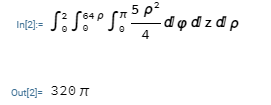 In[2]:= ∫₀² ∫₀^(64 ρ) ∫₀^π (5 ρ²)/4 ⅆφ ⅆz ⅆρ
Out[2]= 320 π